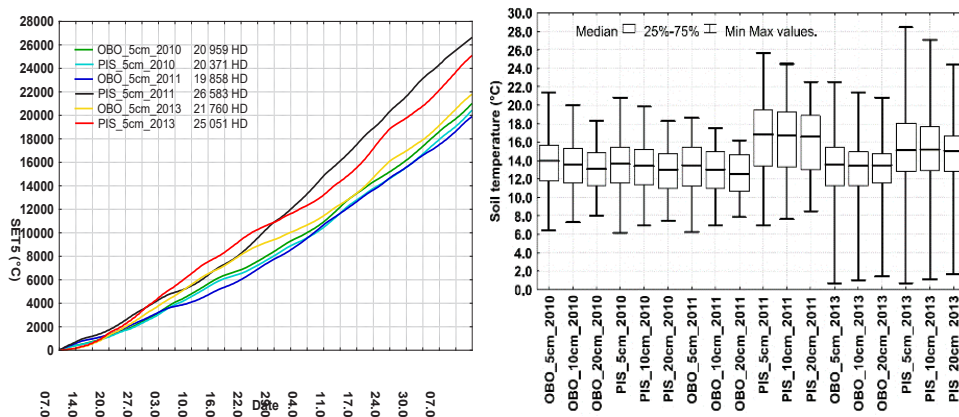 28000
26000
24000
22000
20000
18000
16000
14000
12000
10000
8000
6000
4000
2000
0
SET5 (°C)
OBO_5cm_2010 20 959 HD
PIS_5cm_2010 20 371 HD
OBO_5cm_2011 19 858 HD
PIS_5cm_2011 26 583 HD
OBO_5cm_2013 21 760 HD
PIS_5cm_2013 25 051 HD
07.0
14.0
20.0
27.0
03.0
10.0
16.0
22.0
04.0
11.0
17.0
24.0
30.0
07.0
Date
30.0
28.0
26.0
24.0
22.0
20.0
18.0
16.0
14.0
12.0
10.0
8.0
6.0
4.0
2.0
0.0
Soil temperature (°C)
Median 25%-75% Min Max values.
OBO_5cm_2010
OBO_10cm_2010
OBO_20cm_2010
PIS_5cm_2010
PIS_10cm_2010
PIS_20cm_2010
OBO_5cm_2011
OBO_10cm_2011
OBO_20cm_2011
PIS_5cm_2011
PIS_10cm_2011
PIS_20cm_2011
OBO_5cm_2013
OBO_10cm_2013
OBO_20cm_2013
PIS_5cm_2013
PIS_10cm_2013
PIS_20cm_2013